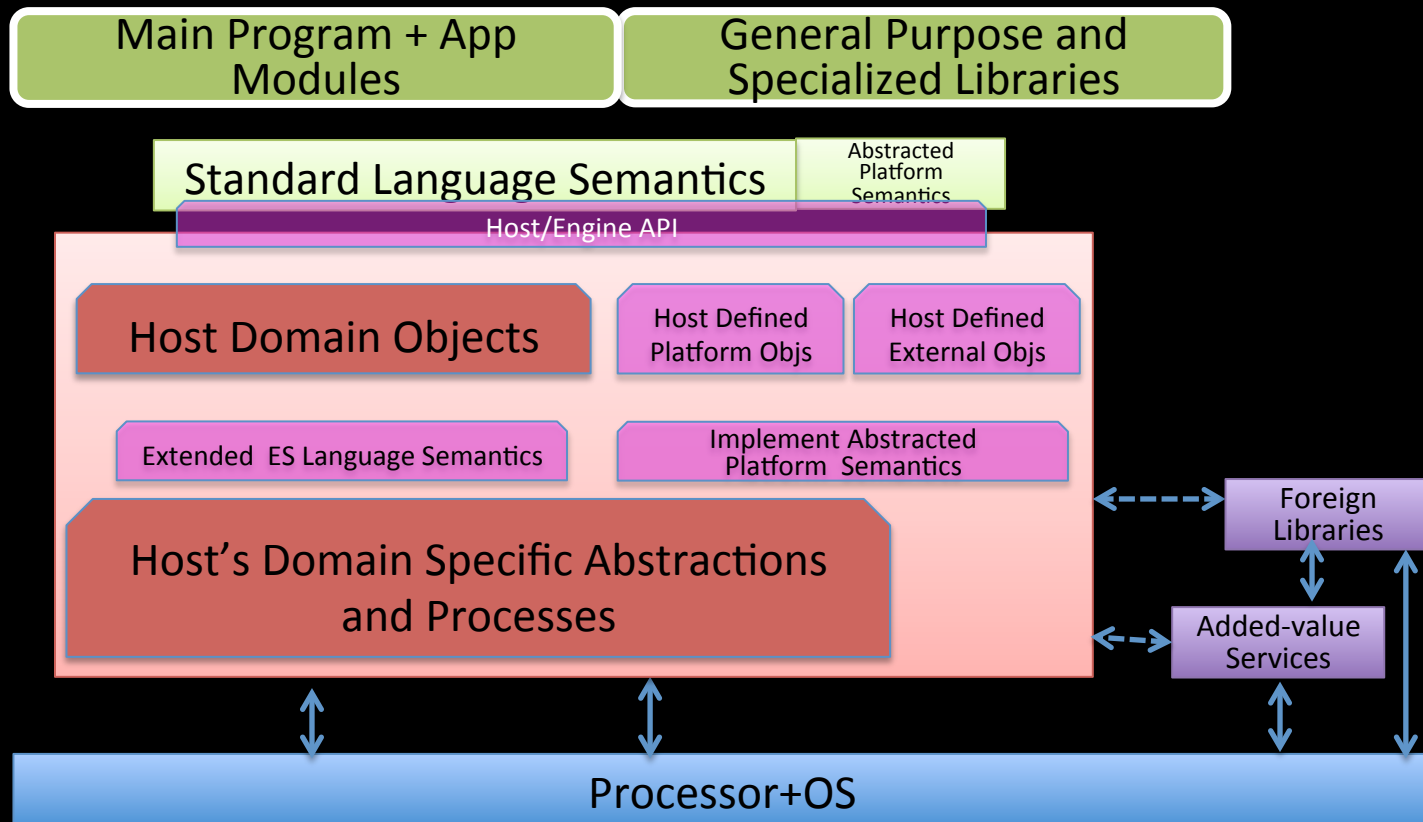 Main Program + App
Modules
General Purpose and
Specialized Libraries
Standard Language Semantics
Abstracted
Platform
Semantics
Host/Engine API
Host Domain Objects
Host Defined
Platform Objs
Host Defined
External Objs
Extended ES Language Semantics
Implement Abstracted
Platform Semantics
Host's Domain Specific Abstractions
and Processes
Foreign
Libraries
Added-value
Services
Processor+OS